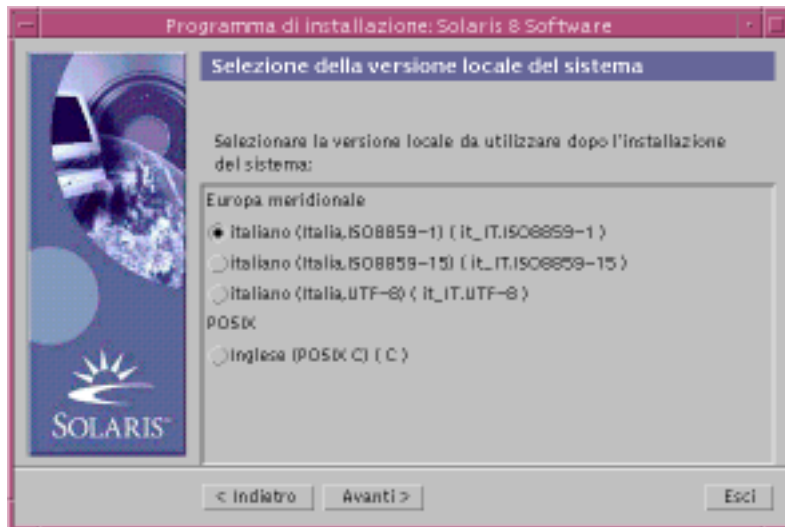 Programma di installazione: Solaris 8 Software
Selezione della versione locale del sistema
Selezionare la versione locale da utilizzare dopo l'installazione
del sistema:
Europa meridionale
italiano (Italia,ISO8859-1) ( it_IT.ISO8859-1 )
italiano (Italia,ISO8859-15) ( it_IT.ISO8859-15 )
italiano (Italia,UTF-8) ( it_IT.UTF-8 )
POSIX
Inglese (POSIX C) ( C )
SOLARIS™
< Indietro
Avanti >
Esci